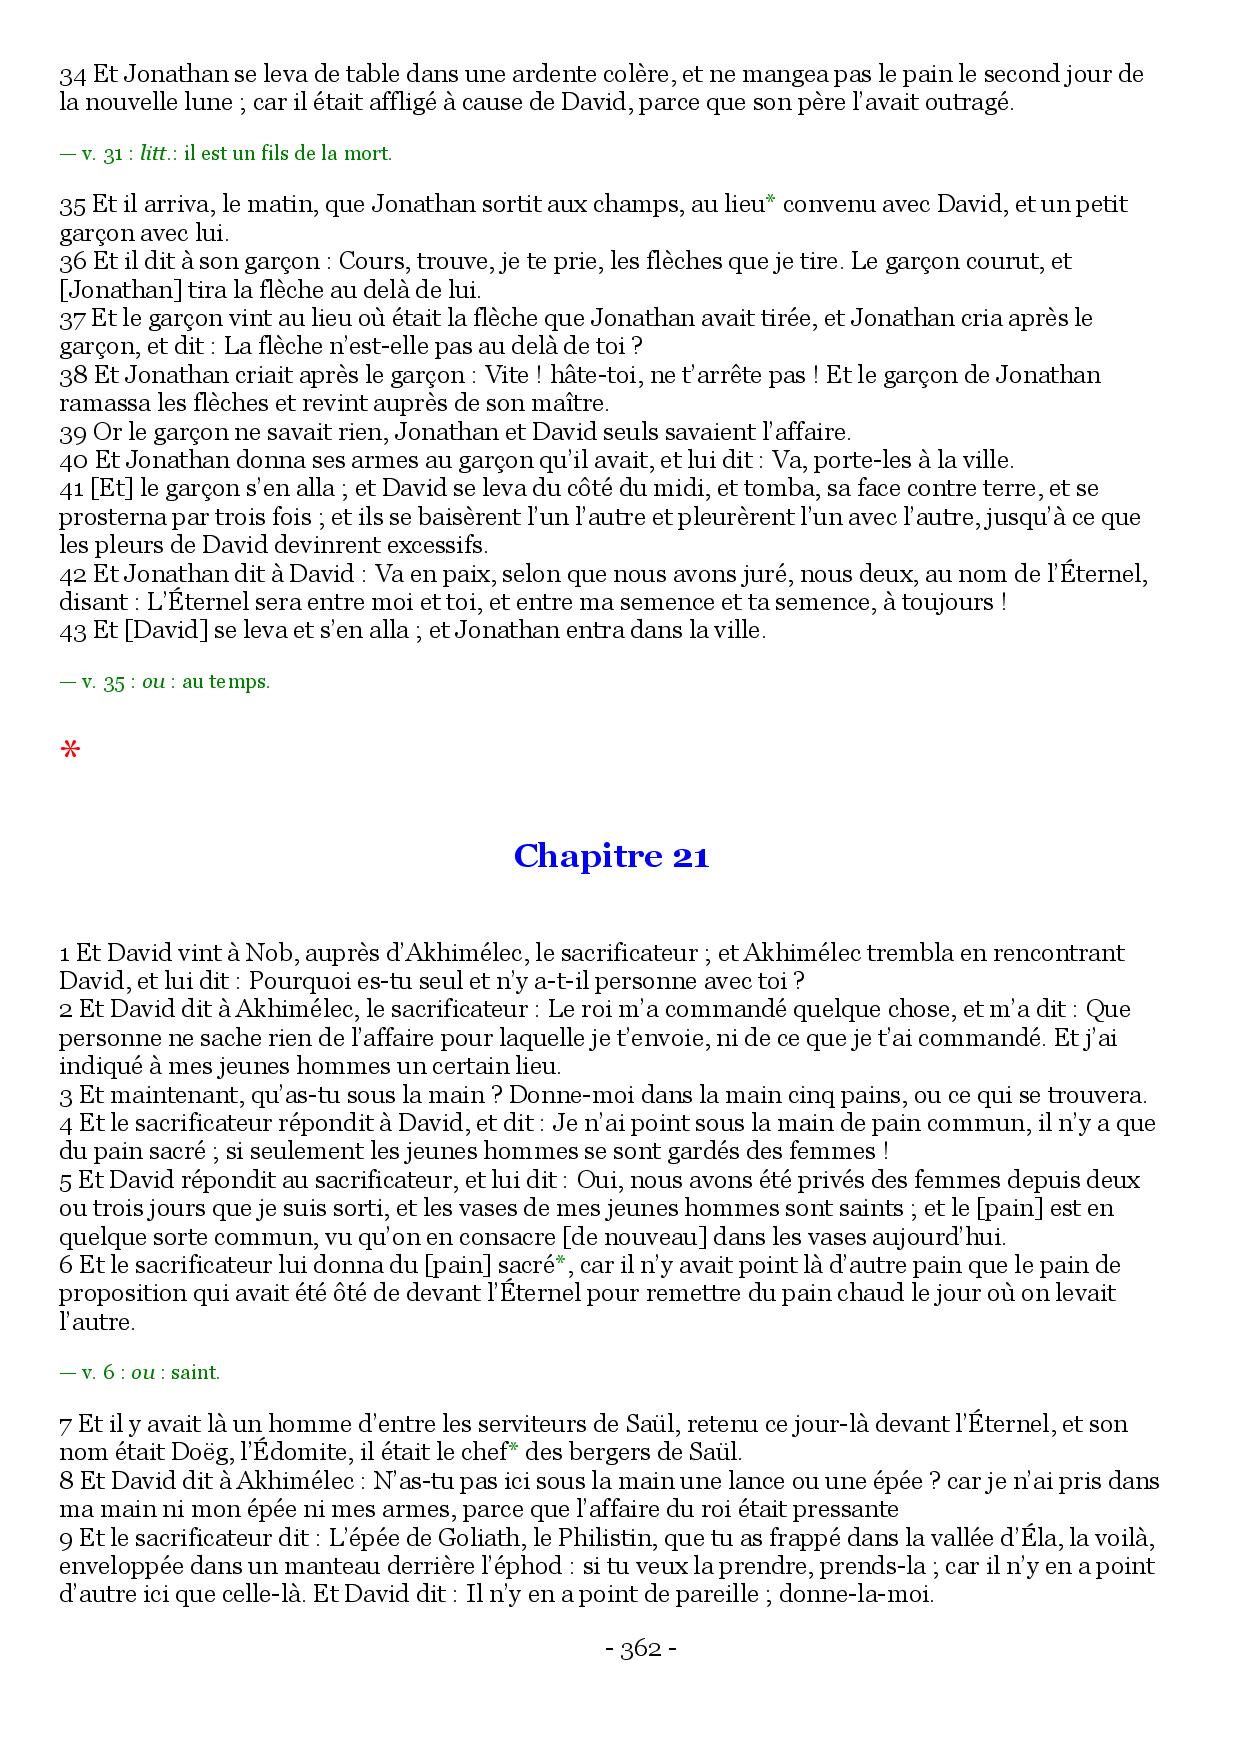 34 Et Jonathan se leva de table dans une ardente colère, et ne mangea pas le pain le second jour de
la nouvelle lune ; car il était affligé à cause de David, parce que son père l’avait outragé.
— v. 31 : litt.: il est un fils de la mort.
35 Et il arriva, le matin, que Jonathan sortit aux champs, au lieu* convenu avec David, et un petit
garçon avec lui.
36 Et il dit à son garçon : Cours, trouve, je te prie, les flèches que je tire. Le garçon courut, et
[Jonathan] tira la flèche au delà de lui.
37 Et le garçon vint au lieu où était la flèche que Jonathan avait tirée, et Jonathan cria après le
garçon, et dit : La flèche n’est-elle pas au delà de toi ?
38 Et Jonathan criait après le garçon : Vite ! hâte-toi, ne t’arrête pas ! Et le garçon de Jonathan
ramassa les flèches et revint auprès de son maître.
39 Or le garçon ne savait rien, Jonathan et David seuls savaient l’affaire.
40 Et Jonathan donna ses armes au garçon qu’il avait, et lui dit : Va, porte-les à la ville.
41 [Et] le garçon s’en alla ; et David se leva du côté du midi, et tomba, sa face contre terre, et se
prosterna par trois fois ; et ils se baisèrent l’un l’autre et pleurèrent l’un avec l’autre, jusqu’à ce que
les pleurs de David devinrent excessifs.
42 Et Jonathan dit à David : Va en paix, selon que nous avons juré, nous deux, au nom de l’Éternel,
disant : L’Éternel sera entre moi et toi, et entre ma semence et ta semence, à toujours !
43 Et [David] se leva et s’en alla ; et Jonathan entra dans la ville.
— v. 35 : ou : au temps.
*
Chapitre 21
1 Et David vint à Nob, auprès d’Akhimélec, le sacrificateur ; et Akhimélec trembla en rencontrant
David, et lui dit : Pourquoi es-tu seul et n’y a-t-il personne avec toi ?
2 Et David dit à Akhimélec, le sacrificateur : Le roi m’a commandé quelque chose, et m’a dit : Que
personne ne sache rien de l’affaire pour laquelle je t’envoie, ni de ce que je t’ai commandé. Et j’ai
indiqué à mes jeunes hommes un certain lieu.
3 Et maintenant, qu’as-tu sous la main ? Donne-moi dans la main cinq pains, ou ce qui se trouvera.
4 Et le sacrificateur répondit à David, et dit : Je n’ai point sous la main de pain commun, il n’y a que
du pain sacré ; si seulement les jeunes hommes se sont gardés des femmes !
5 Et David répondit au sacrificateur, et lui dit : Oui, nous avons été privés des femmes depuis deux
ou trois jours que je suis sorti, et les vases de mes jeunes hommes sont saints ; et le [pain] est en
quelque sorte commun, vu qu’on en consacre [de nouveau] dans les vases aujourd’hui.
6 Et le sacrificateur lui donna du [pain] sacré*, car il n’y avait point là d’autre pain que le pain de
proposition qui avait été ôté de devant l’Éternel pour remettre du pain chaud le jour où on levait
l’autre.
— v. 6 : ou : saint.
7 Et il y avait là un homme d’entre les serviteurs de Saül, retenu ce jour-là devant l’Éternel, et son
nom était Doëg, l’Édomite, il était le chef* des bergers de Saül.
8 Et David dit à Akhimélec : N’as-tu pas ici sous la main une lance ou une épée ? car je n’ai pris dans
ma main ni mon épée ni mes armes, parce que l’affaire du roi était pressante
9 Et le sacrificateur dit : L’épée de Goliath, le Philistin, que tu as frappé dans la vallée d’Éla, la voilà,
enveloppée dans un manteau derrière l’éphod : si tu veux la prendre, prends-la ; car il n’y en a point
d’autre ici que celle-là. Et David dit : Il n’y en a point de pareille ; donne-la-moi.
- 362 -